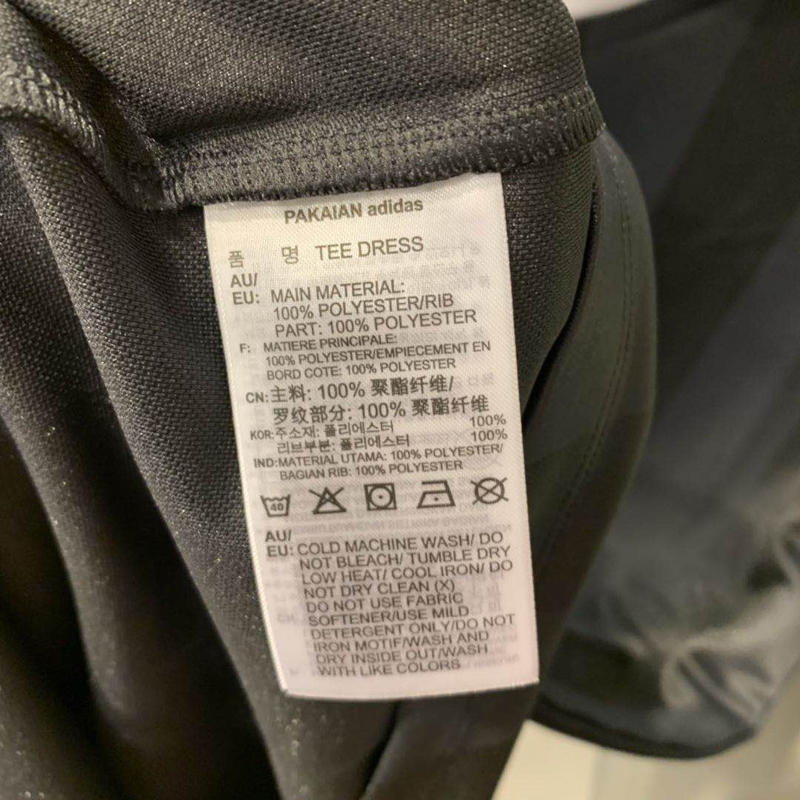 PAKAIAN adidas
품 명 TEE DRESS
AU/
EU: MAIN MATERIAL:
100% POLYESTER/RIB
PART: 100% POLYESTER
F: MATIERE PRINCIPALE:
100% POLYESTER/EMPIECEMENT EN
BORD COTE: 100% POLYESTER
CN: 主料: 100% 聚酯纤维/
罗纹部分: 100% 聚酯纤维
KOR: 주소재: 폴리에스터 100%
리브부분: 폴리에스터 100%
IND: MATERIAL UTAMA: 100% POLYESTER/
BAGIAN RIB: 100% POLYESTER
40
AU/
EU: COLD MACHINE WASH/ DO
NOT BLEACH/ TUMBLE DRY
LOW HEAT/ COOL IRON/ DO
NOT DRY CLEAN (X)
DO NOT USE FABRIC
SOFTENER/USE MILD
DETERGENT ONLY/DO NOT
IRON MOTIF/WASH AND
DRY INSIDE OUT/WASH
WITH LIKE COLORS